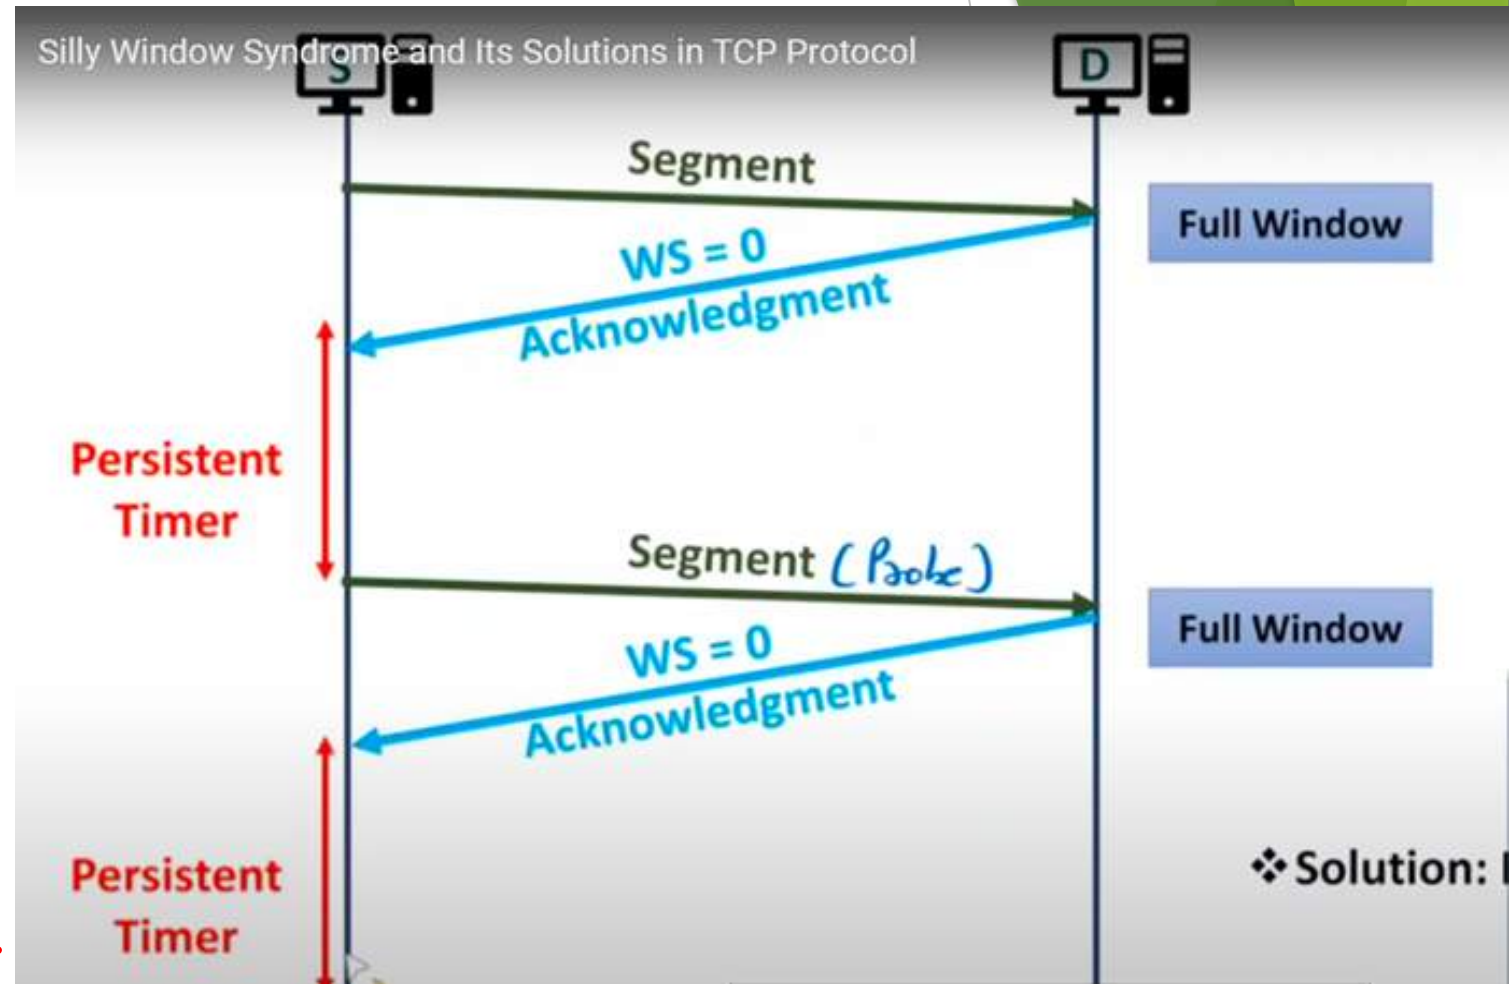 Silly Window Syndrome and Its Solutions in TCP Protocol
S
D
Segment
Full Window
WS = 0
Acknowledgment
Persistent
Timer
Segment (Probe)
Full Window
WS = 0
Acknowledgment
Persistent
Timer
❖Solution: